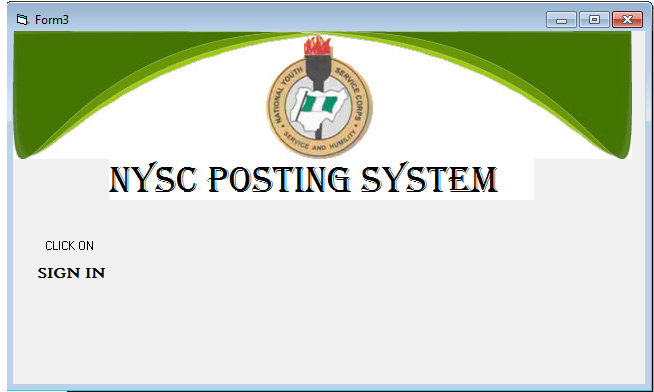 Form3
NATIONAL YOUTH SERVICE CORPS
SERVICE AND HUMILITY
NYSC POSTING SYSTEM
CLICK ON
SIGN IN